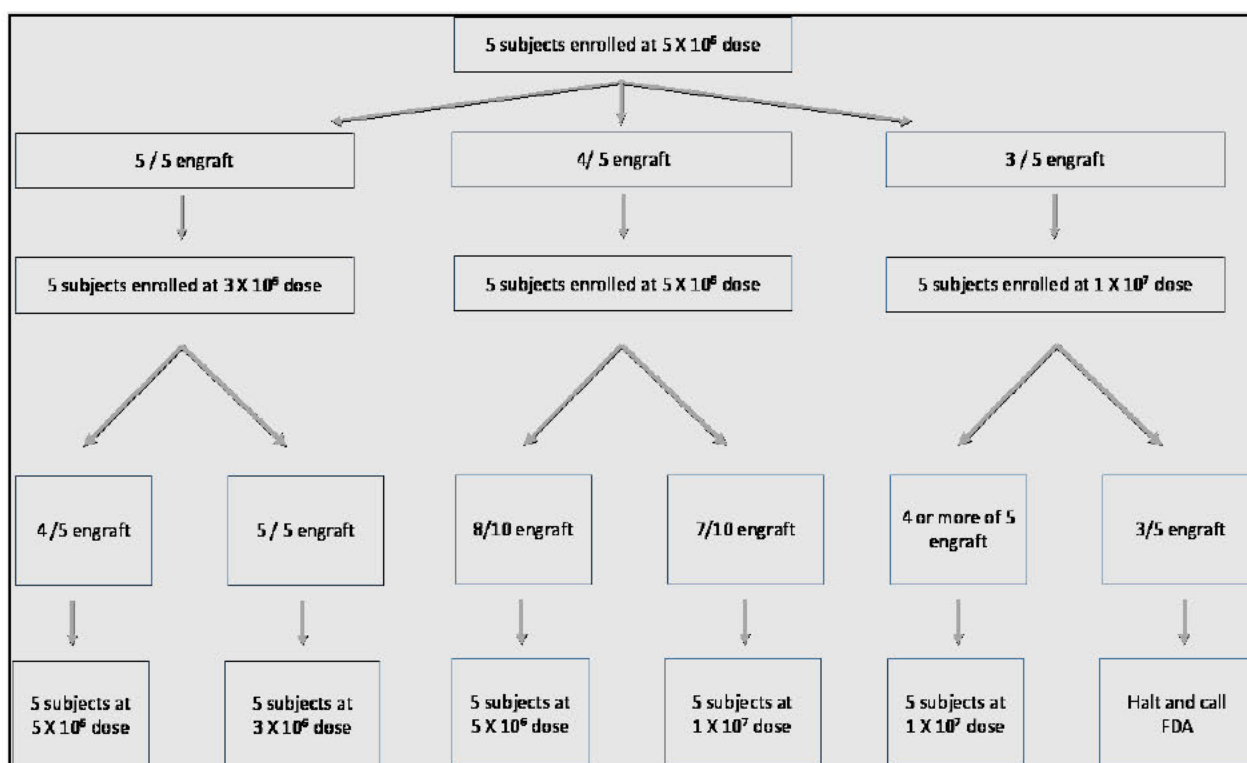 5 subjects enrolled at 5 X 10⁶ dose
5 / 5 engraft
4/ 5 engraft
3 / 5 engraft
5 subjects enrolled at 3 X 10⁶ dose
5 subjects enrolled at 5 X 10⁶ dose
5 subjects enrolled at 1 X 10⁷ dose
4 /5 engraft
5 / 5 engraft
8/10 engraft
7/10 engraft
4 or more of 5
engraft
3/5 engraft
5 subjects at
5 X 10⁶ dose
5 subjects at
3 X 10⁶ dose
5 subjects at
5 X 10⁶ dose
5 subjects at
1 X 10⁷ dose
5 subjects at
1 X 10⁷ dose
Halt and call
FDA